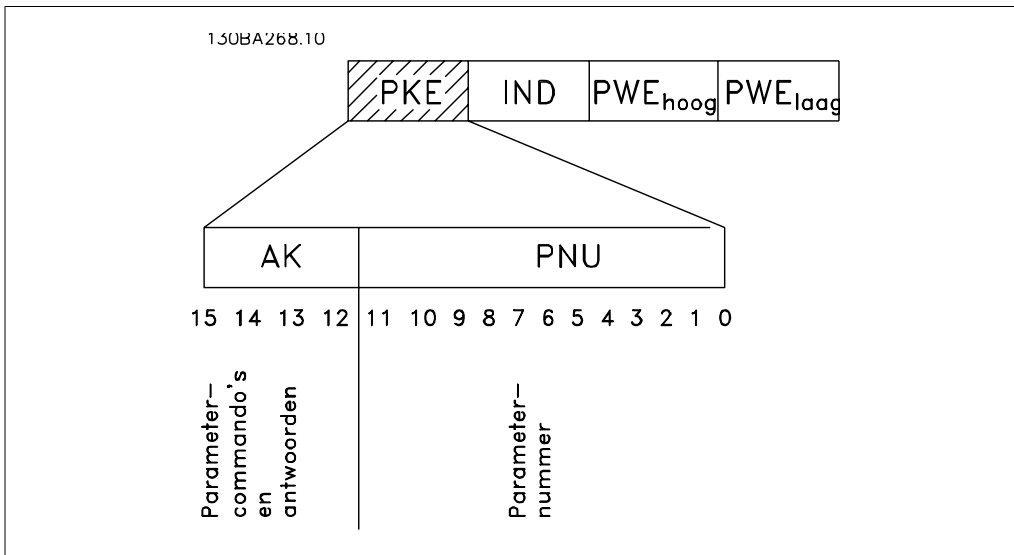 130BA268.10
PKE IND PWEhoog PWElaag
AK PNU
15 14 13 12 11 10 9 8 7 6 5 4 3 2 1 0
Parameter–
commando's
en
antwoorden
Parameter–
nummer